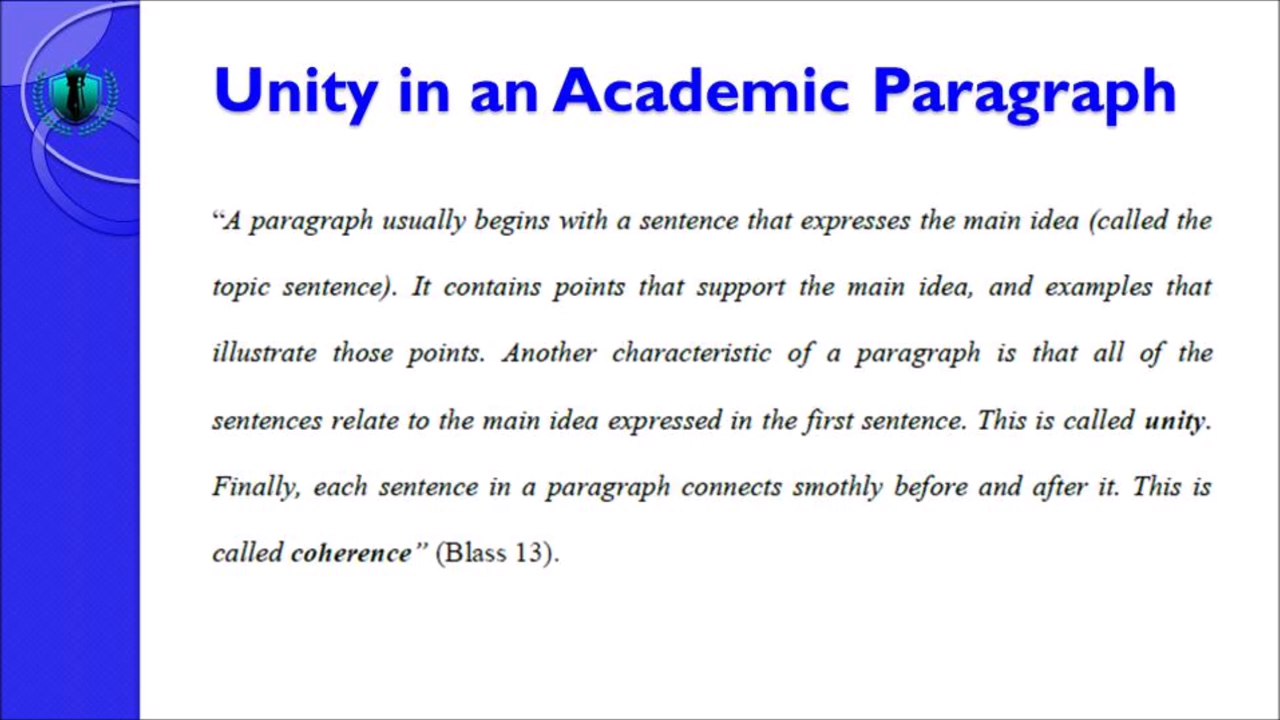 Unity in an Academic Paragraph
“A paragraph usually begins with a sentence that expresses the main idea (called the
topic sentence). It contains points that support the main idea, and examples that
illustrate those points. Another characteristic of a paragraph is that all of the
sentences relate to the main idea expressed in the first sentence. This is called unity.
Finally, each sentence in a paragraph connects smothly before and after it. This is
called coherence” (Blass 13).